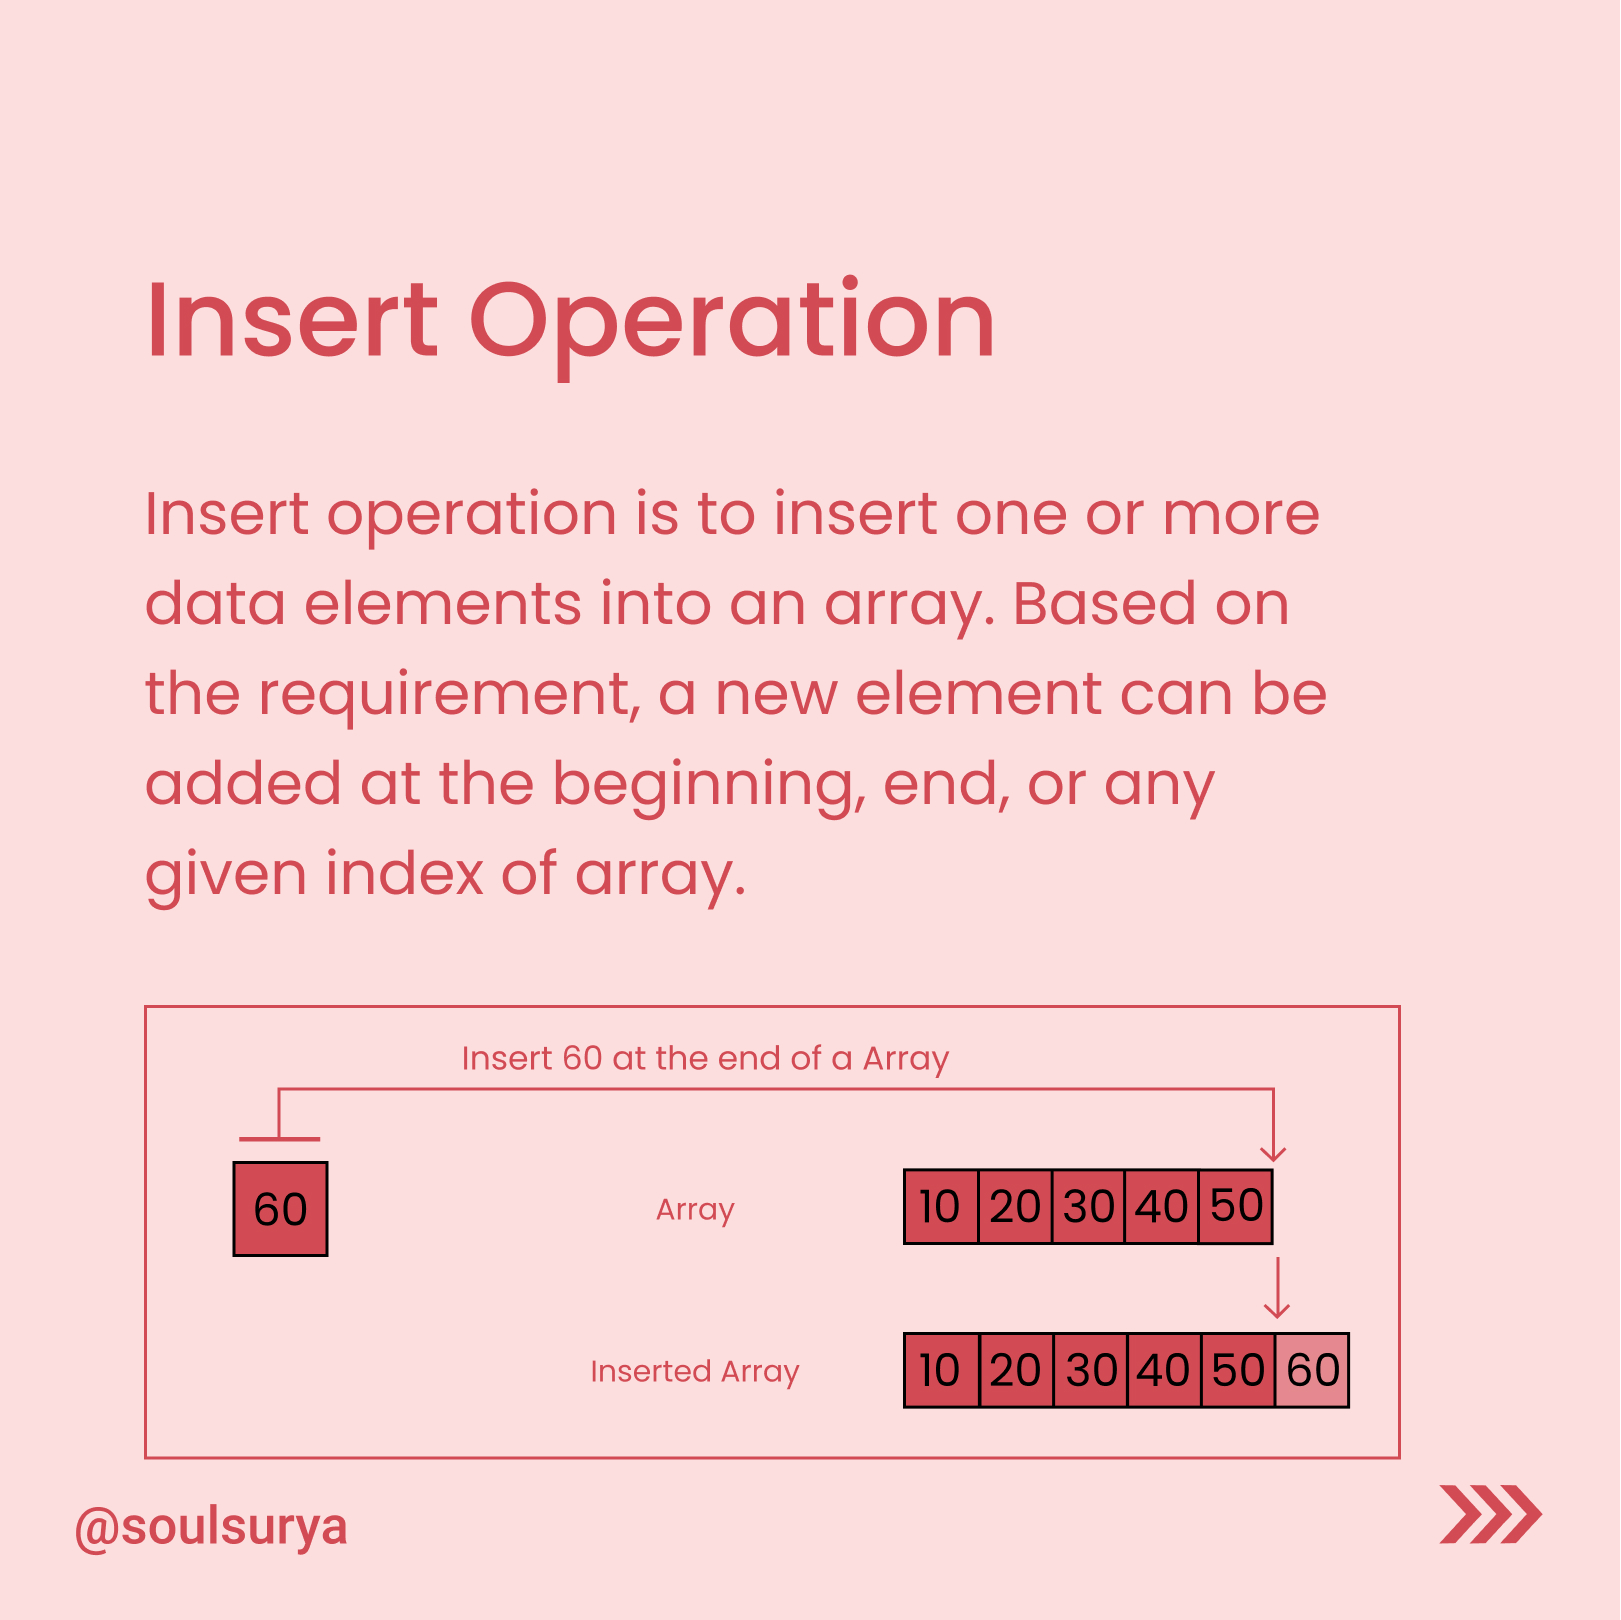 Insert Operation
Insert operation is to insert one or more
data elements into an array. Based on
the requirement, a new element can be
added at the beginning, end, or any
given index of array.
Insert 60 at the end of a Array
60
Array
10 20 30 40 50
Inserted Array
10 20 30 40 50 60
@soulsurya